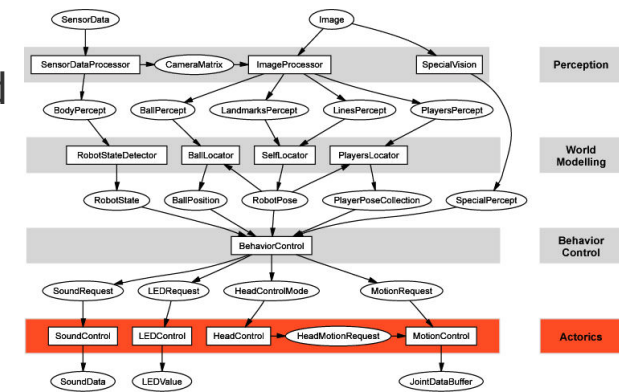 SensorData
Image
SensorDataProcessor
CameraMatrix
ImageProcessor
SpecialVision
Perception
d
BodyPercept
BallPercept
LandmarksPercept
LinesPercept
PlayersPercept
RobotStateDetector
BallLocator
SelfLocator
PlayersLocator
World
Modelling
RobotState
BallPosition
RobotPose
PlayerPoseCollection
SpecialPercept
BehaviorControl
Behavior
Control
SoundRequest
LEDRequest
HeadControlMode
MotionRequest
SoundControl
LEDControl
HeadControl
HeadMotionRequest
MotionControl
Actorics
SoundData
LEDValue
JointDataBuffer